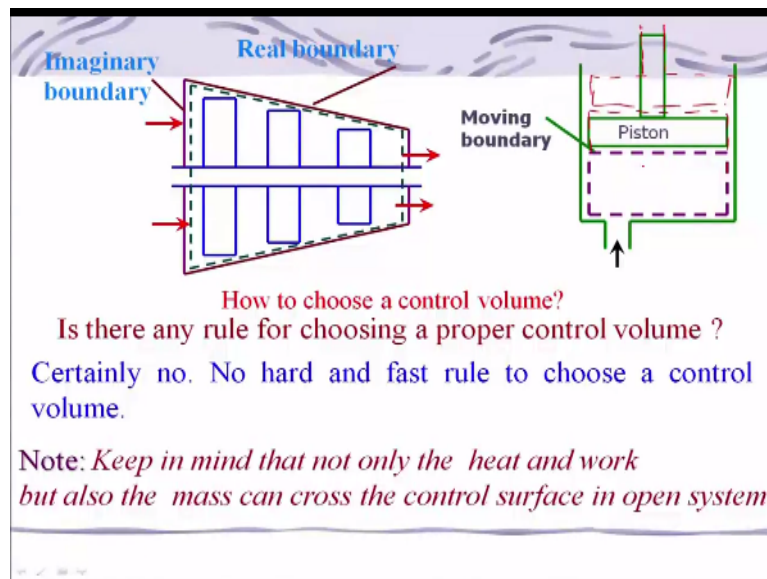 Imaginary
boundary
Real boundary
Moving
boundary
Piston
How to choose a control volume?
Is there any rule for choosing a proper control volume ?
Certainly no. No hard and fast rule to choose a control
volume.
Note: Keep in mind that not only the heat and work
but also the mass can cross the control surface in open system